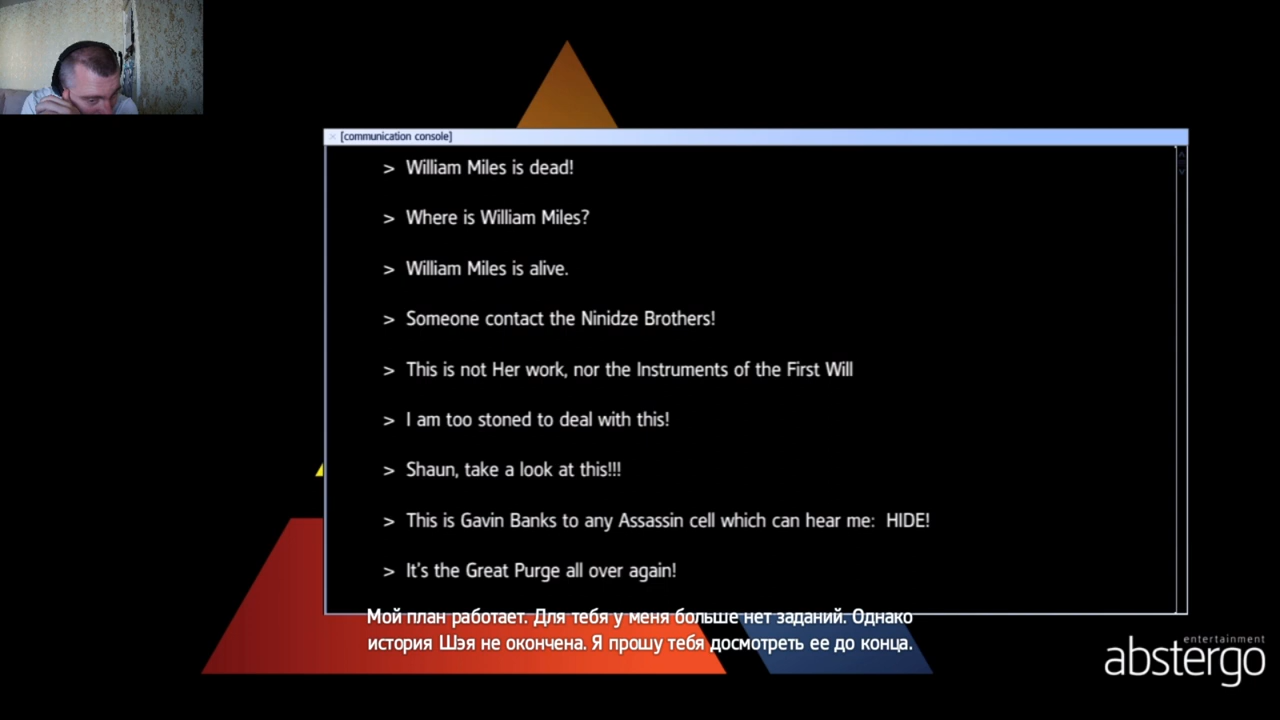 × [communication console]
> William Miles is dead!
> Where is William Miles?
> William Miles is alive.
> Someone contact the Ninidze Brothers!
> This is not Her work, nor the Instruments of the First Will
> I am too stoned to deal with this!
> Shaun, take a look at this!!!
> This is Gavin Banks to any Assassin cell which can hear me: HIDE!
> It's the Great Purge all over again!
Мой план работает. Для тебя у меня больше нет заданий. Однако
история Шэя не окончена. Я прошу тебя досмотреть ее до конца.
entertainment
abstergo